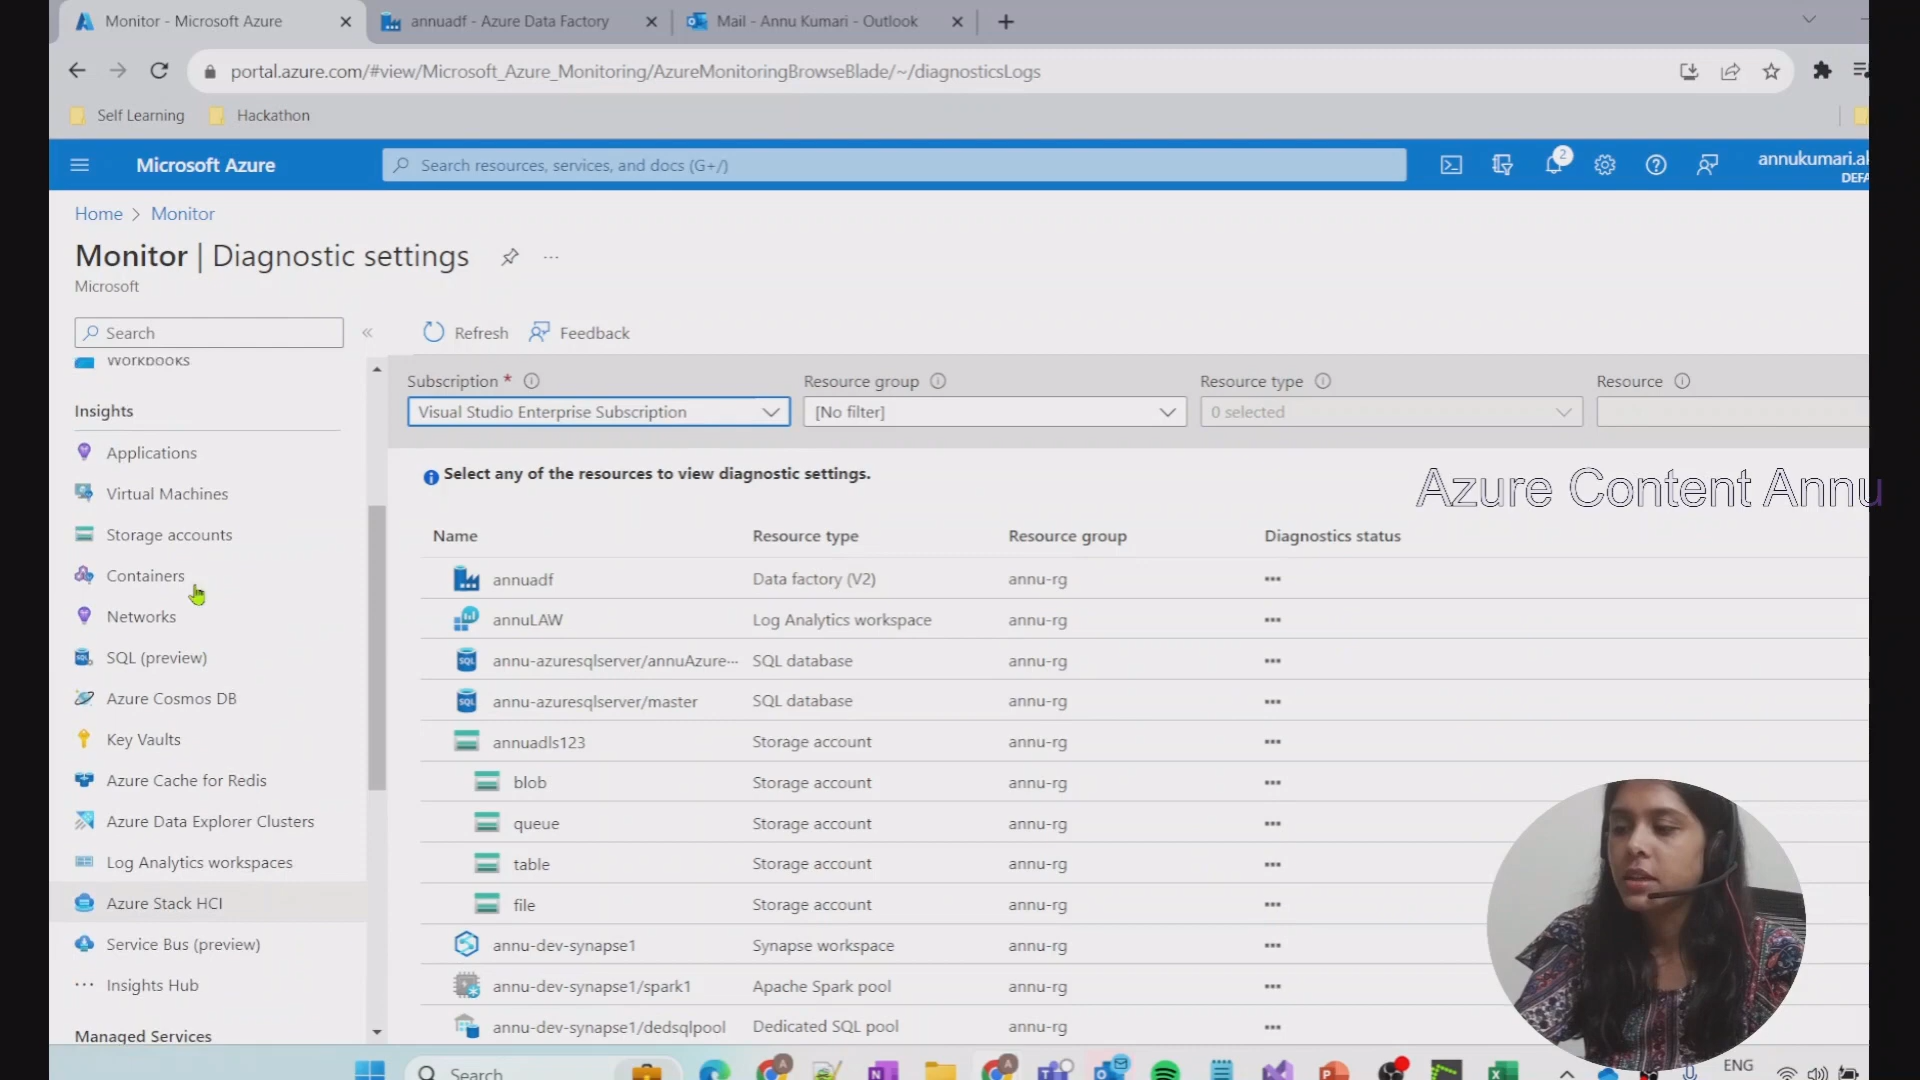 Monitor - Microsoft Azure
annuadf - Azure Data Factory
Mail - Annu Kumari - Outlook
portal.azure.com/#view/Microsoft_Azure_Monitoring/AzureMonitoringBrowseBlade/~/diagnosticsLogs
Self Learning
Hackathon
Microsoft Azure
Search resources, services, and docs (G+/)
2
annukumari.ak
DEFA
Home > Monitor
Monitor | Diagnostic settings
Microsoft
Search
Refresh
Feedback
Workbooks
Insights
Applications
Virtual Machines
Storage accounts
Containers
Networks
SQL (preview)
Azure Cosmos DB
Key Vaults
Azure Cache for Redis
Azure Data Explorer Clusters
Log Analytics workspaces
Azure Stack HCI
Service Bus (preview)
Insights Hub
Managed Services
Subscription *
Resource group
Resource type
Resource
Visual Studio Enterprise Subscription
[No filter]
0 selected
Select any of the resources to view diagnostic settings.
Azure Content Annu
Name Resource type Resource group Diagnostics status
annuadf Data factory (V2) annu-rg •••
annuLAW Log Analytics workspace annu-rg •••
annu-azuresqlserver/annuAzure··· SQL database annu-rg •••
annu-azuresqlserver/master SQL database annu-rg •••
annuadls123 Storage account annu-rg •••
blob Storage account annu-rg •••
queue Storage account annu-rg •••
table Storage account annu-rg •••
file Storage account annu-rg •••
annu-dev-synapse1 Synapse workspace annu-rg •••
annu-dev-synapse1/spark1 Apache Spark pool annu-rg •••
annu-dev-synapse1/dedsqlpool Dedicated SQL pool annu-rg •••
Search
ENG